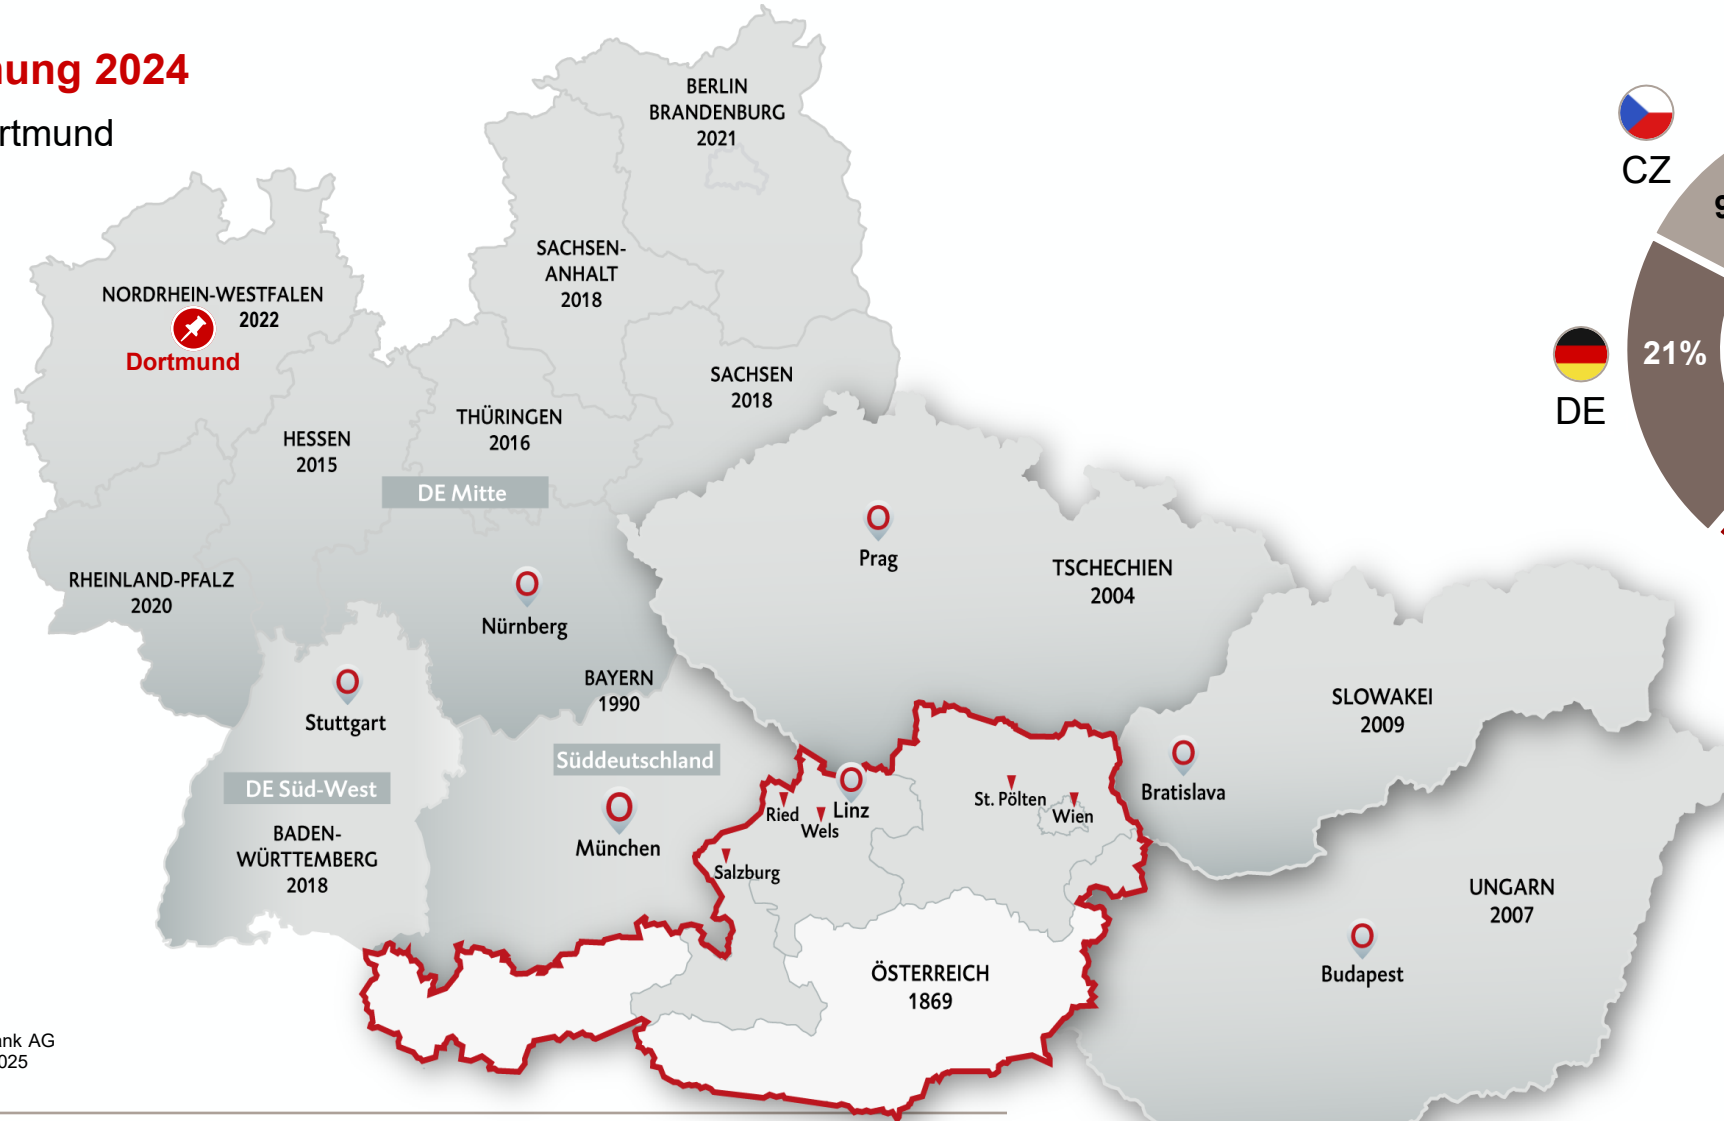 nung 2024
rtmund
BERLIN
BRANDENBURG
2021
CZ
9
SACHSEN-
ANHALT
2018
NORDRHEIN-WESTFALEN
2022
Dortmund
21%
DE
SACHSEN
2018
THÜRINGEN
2016
HESSEN
2015
DE Mitte
Prag
TSCHECHIEN
2004
RHEINLAND-PFALZ
2020
Nürnberg
BAYERN
1990
SLOWAKEI
2009
Stuttgart
Süddeutschland
DE Süd-West
Bratislava
St. Pölten
Wien
Ried
Wels
Linz
München
BADEN-
WÜRTTEMBERG
2018
Salzburg
UNGARN
2007
Budapest
ÖSTERREICH
1869
ank AG
025